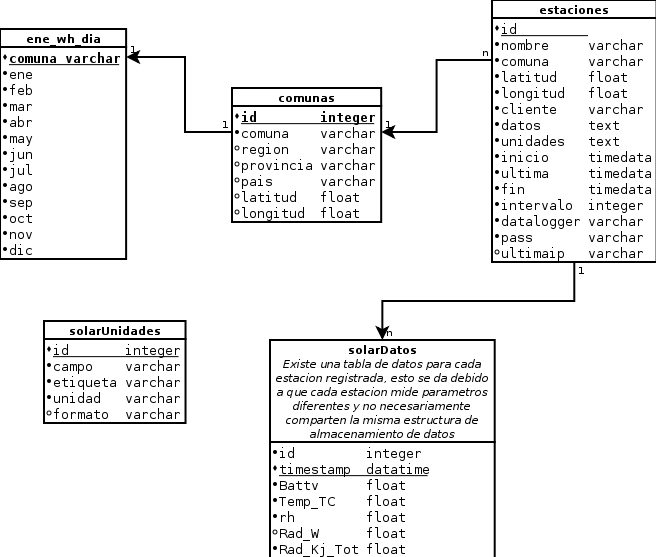 estaciones
id
nombre varchar
comuna varchar
latitud float
longitud float
cliente varchar
datos text
unidades text
inicio timedata
ultima timedata
fin timedata
intervalo integer
datalogger varchar
pass varchar
ultimaip varchar
ene_wh_dia
comuna varchar
ene
feb
mar
abr
may
jun
jul
ago
sep
oct
nov
dic
1
1
comunas
id integer
comuna varchar
region varchar
provincia varchar
pais varchar
latitud float
longitud float
1
n
1
n
solarUnidades
id integer
campo varchar
etiqueta varchar
unidad varchar
formato varchar
solarDatos
Existe una tabla de datos para cada
estacion registrada, esto se da debido
a que cada estacion mide parametros
diferentes y no necesariamente
comparten la misma estructura de
almacenamiento de datos
id integer
timestamp datatime
Battv float
Temp_TC float
rh float
Rad_W float
Rad_Kj_Tot float